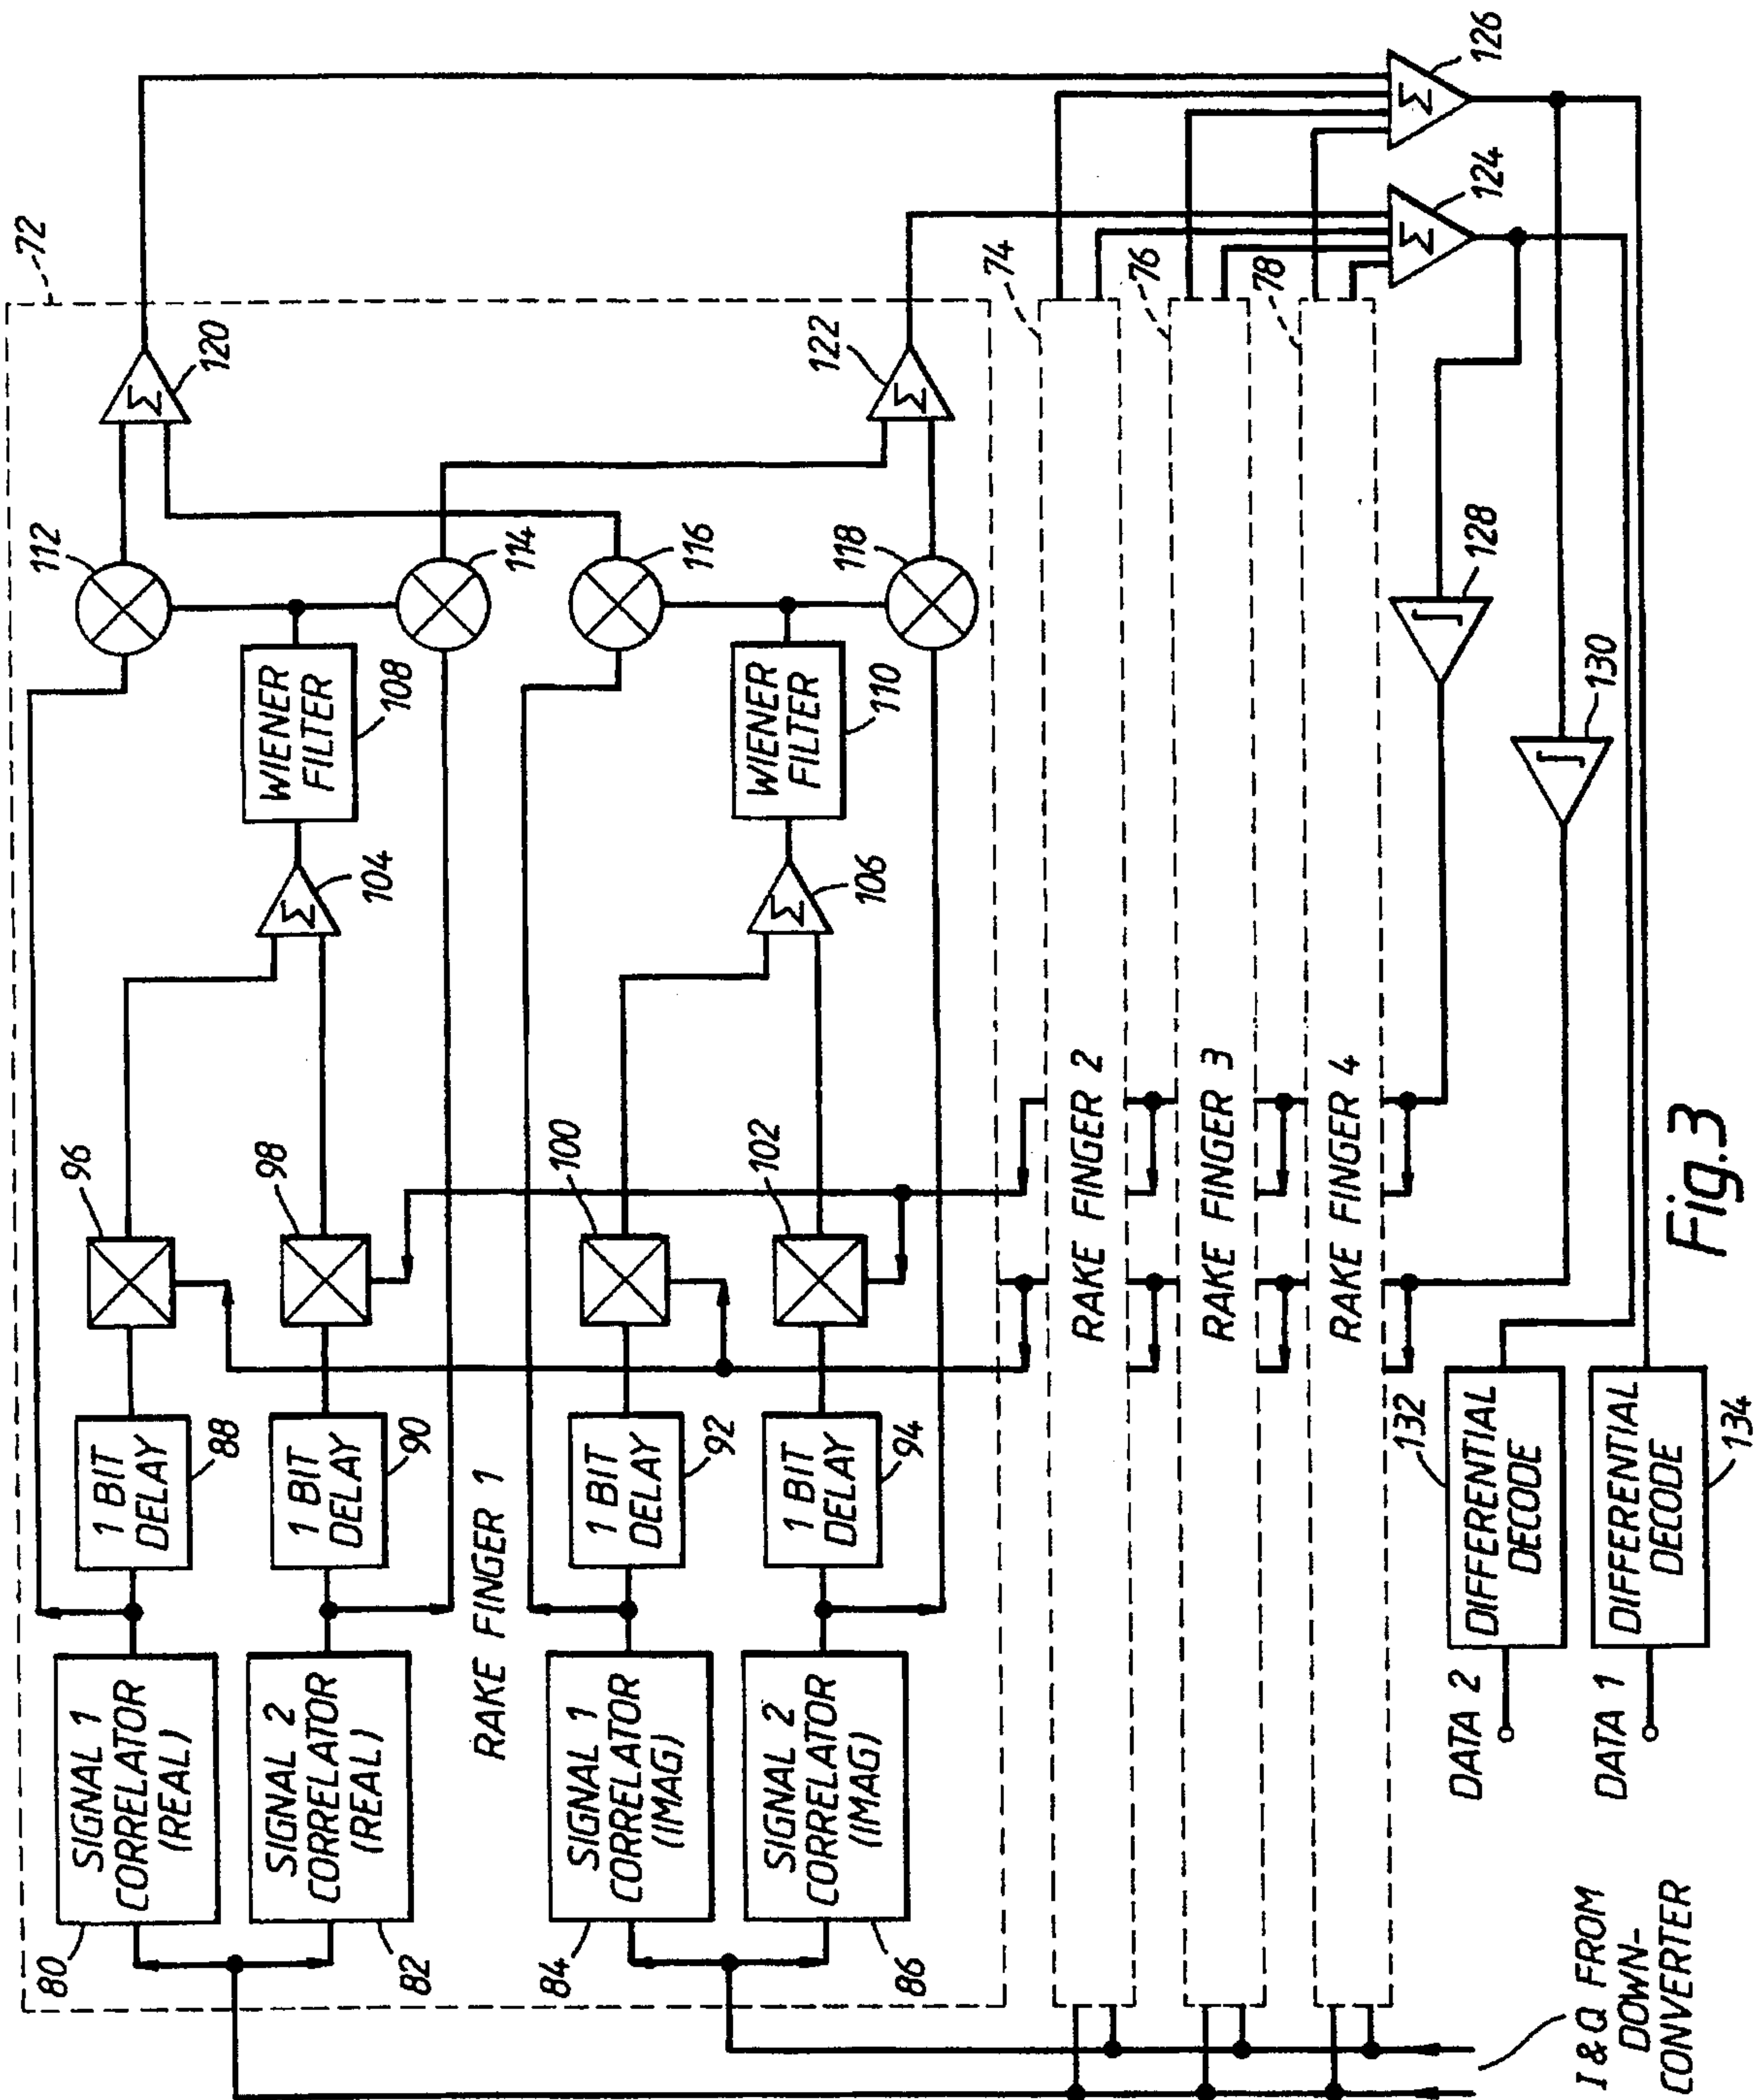 72
SIGNAL 1
CORRELATOR
(REAL)
80
1 BIT
DELAY
88
96
112
120
SIGNAL 2
CORRELATOR
(REAL)
82
1 BIT
DELAY
90
98
Σ
104
WIENER
FILTER
108
114
Σ
RAKE FINGER 1
SIGNAL 1
CORRELATOR
(IMAG)
84
1 BIT
DELAY
92
100
116
SIGNAL 2
CORRELATOR
(IMAG)
86
1 BIT
DELAY
94
102
Σ
106
WIENER
FILTER
110
118
Σ
122
74
RAKE FINGER 2
76
RAKE FINGER 3
78
RAKE FINGER 4
Σ
124
Σ
126
∫
128
∫
130
132
DIFFERENTIAL
DECODE
DATA 2
DIFFERENTIAL
DECODE
134
DATA 1
I & Q FROM
DOWN-
CONVERTER
Fig.3